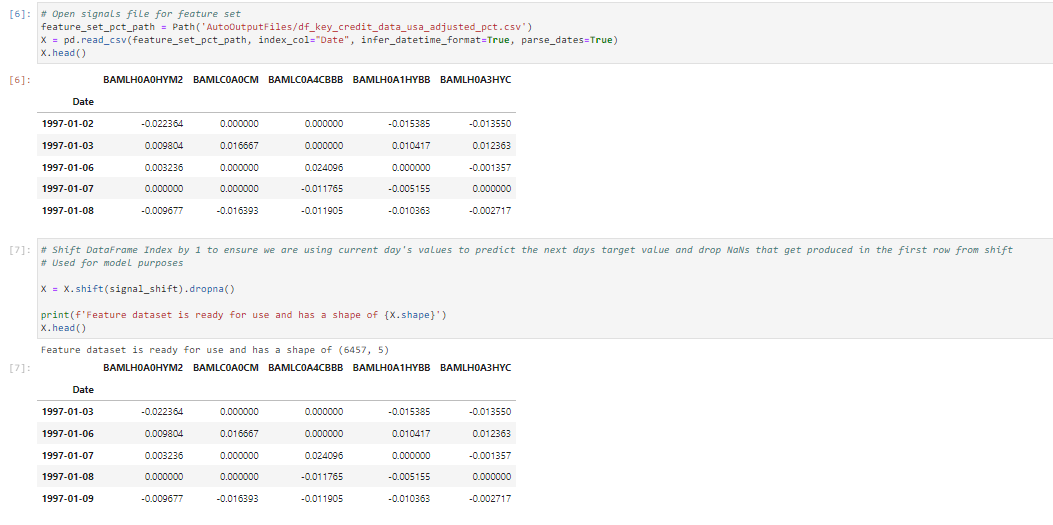 [6]: # Open signals file for feature set
feature_set_pct_path = Path('AutoOutputFiles/df_key_credit_data_usa_adjusted_pct.csv')
X = pd.read_csv(feature_set_pct_path, index_col="Date", infer_datetime_format=True, parse_dates=True)
X.head()
[6]: BAMLH0A0HYM2 BAMLC0A0CM BAMLC0A4CBBB BAMLH0A1HYBB BAMLH0A3HYC
Date
1997-01-02 -0.022364 0.000000 0.000000 -0.015385 -0.013550
1997-01-03 0.009804 0.016667 0.000000 0.010417 0.012363
1997-01-06 0.003236 0.000000 0.024096 0.000000 -0.001357
1997-01-07 0.000000 0.000000 -0.011765 -0.005155 0.000000
1997-01-08 -0.009677 -0.016393 -0.011905 -0.010363 -0.002717
[7]: # Shift DataFrame Index by 1 to ensure we are using current day's values to predict the next days target value and drop NaNs that get produced in the first row from shift
# Used for model purposes
X = X.shift(signal_shift).dropna()
print(f'Feature dataset is ready for use and has a shape of {X.shape}')
X.head()
Feature dataset is ready for use and has a shape of (6457, 5)
[7]: BAMLH0A0HYM2 BAMLC0A0CM BAMLC0A4CBBB BAMLH0A1HYBB BAMLH0A3HYC
Date
1997-01-03 -0.022364 0.000000 0.000000 -0.015385 -0.013550
1997-01-06 0.009804 0.016667 0.000000 0.010417 0.012363
1997-01-07 0.003236 0.000000 0.024096 0.000000 -0.001357
1997-01-08 0.000000 0.000000 -0.011765 -0.005155 0.000000
1997-01-09 -0.009677 -0.016393 -0.011905 -0.010363 -0.002717